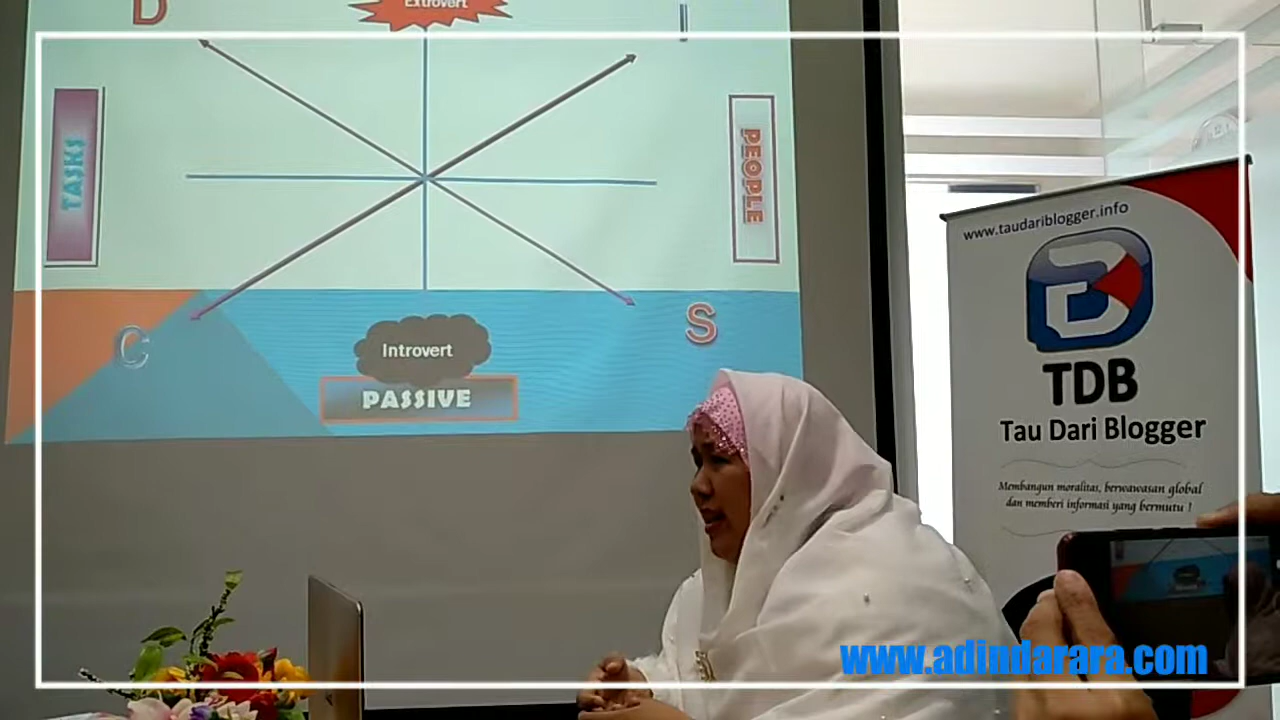 D
Extrovert
I
TASKS
PEOPLE
C
S
Introvert
PASSIVE
www.taudariblogger.info
TDB
Tau Dari Blogger
Membangun moralitas, berwawasan global
dan memberi informasi yang bermutu !
www.adindarara.com